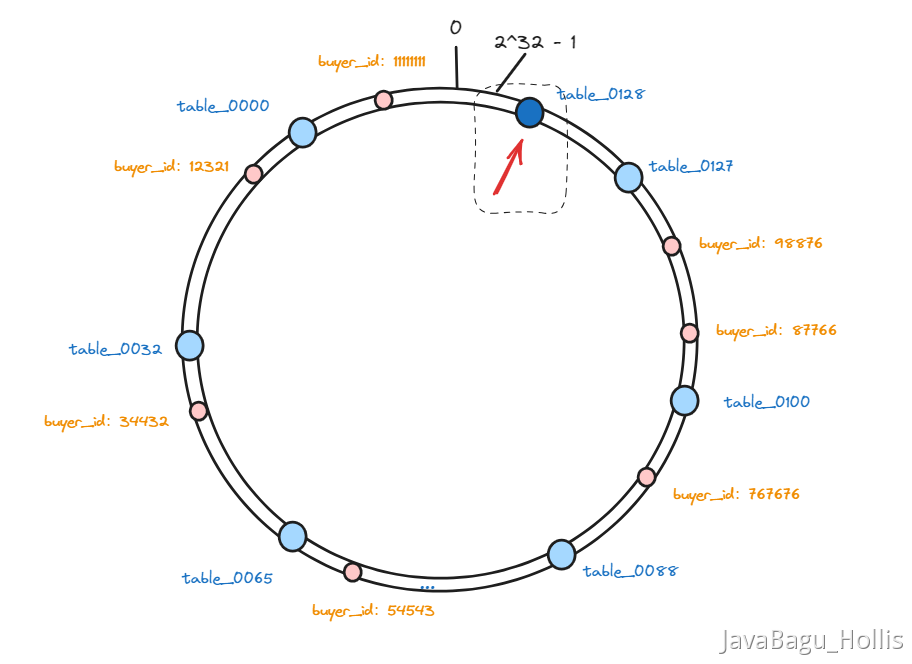 0
2^32 - 1
buyer_id: 11111111
table_0128
table_0000
buyer_id: 12321
table_0127
buyer_id: 98876
buyer_id: 87766
table_0032
table_0100
buyer_id: 34432
buyer_id: 767676
table_0088
table_0065
...
buyer_id: 54543
JavaBagu_Hollis